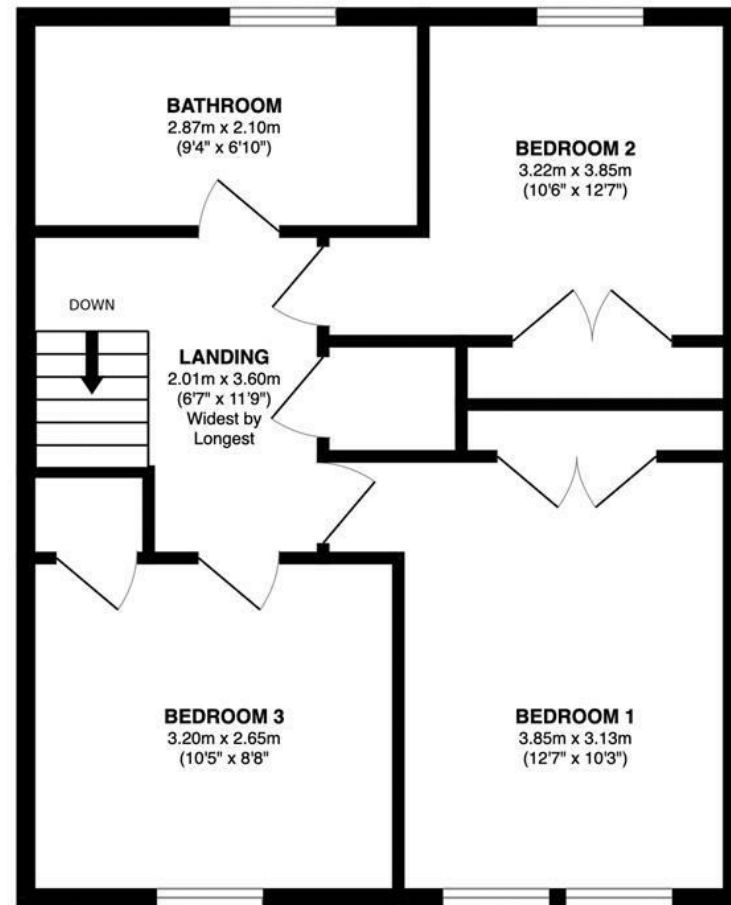 BATHROOM
2.87m x 2.10m
(9'4" x 6'10")
BEDROOM 2
3.22m x 3.85m
(10'6" x 12'7")
DOWN
LANDING
2.01m x 3.60m
(6'7" x 11'9")
Widest by
Longest
BEDROOM 3
3.20m x 2.65m
(10'5" x 8'8"
BEDROOM 1
3.85m x 3.13m
(12'7" x 10'3")